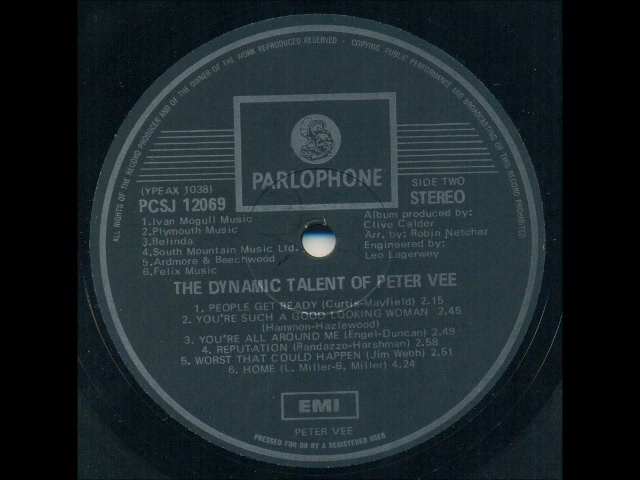 ALL RIGHTS OF THE RECORD PRODUCER AND OF THE OWNER OF THE WORK REPRODUCED RESERVED - COPYING PUBLIC PERFORMANCE AND BROADCASTING OF THIS RECORD PROHIBITED
PARLOPHONE
(YPEAX 1038)
PCSJ 12069
SIDE TWO
STEREO
1.Ivan Mogull Music
2.Plymouth Music
3.Belinda
4.South Mountain Music Ltd.
5.Ardmore & Beechwood
6.Felix Music
Album produced by:
Clive Calder
Arr. by: Robin Netcher
Engineered by:
Leo Lagerwey
THE DYNAMIC TALENT OF PETER VEE
1. PEOPLE GET READY (Curtis-Mayfield) 2.15
2. YOU'RE SUCH A GOOD LOOKING WOMAN 2.45
(Hammon-Hazlewood)
3. YOU'RE ALL AROUND ME (Engel-Duncan) 2.49
4. REPUTATION (Randazzo-Harshman) 2.58
5. WORST THAT COULD HAPPEN (Jim Webb) 2.51
6. HOME (L. Miller-S. Miller) 4.24
EMI
PETER VEE
PRESSED FOR OR BY A REGISTERED USER